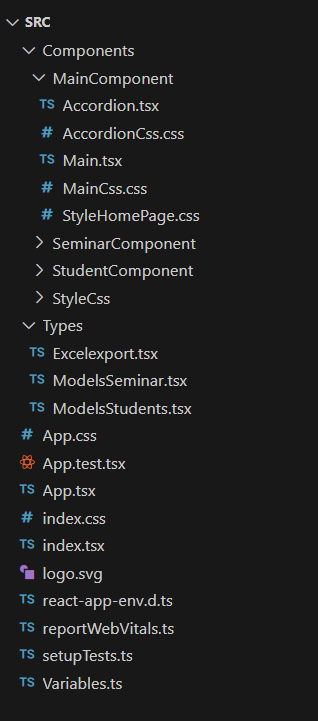 SRC
Components
MainComponent
TS Accordion.tsx
# AccordionCss.css
TS Main.tsx
# MainCss.css
# StyleHomePage.css
SeminarComponent
StudentComponent
StyleCss
Types
TS Excelexport.tsx
TS ModelsSeminar.tsx
TS ModelsStudents.tsx
# App.css
App.test.tsx
TS App.tsx
# index.css
TS index.tsx
logo.svg
TS react-app-env.d.ts
TS reportWebVitals.ts
TS setupTests.ts
TS Variables.ts